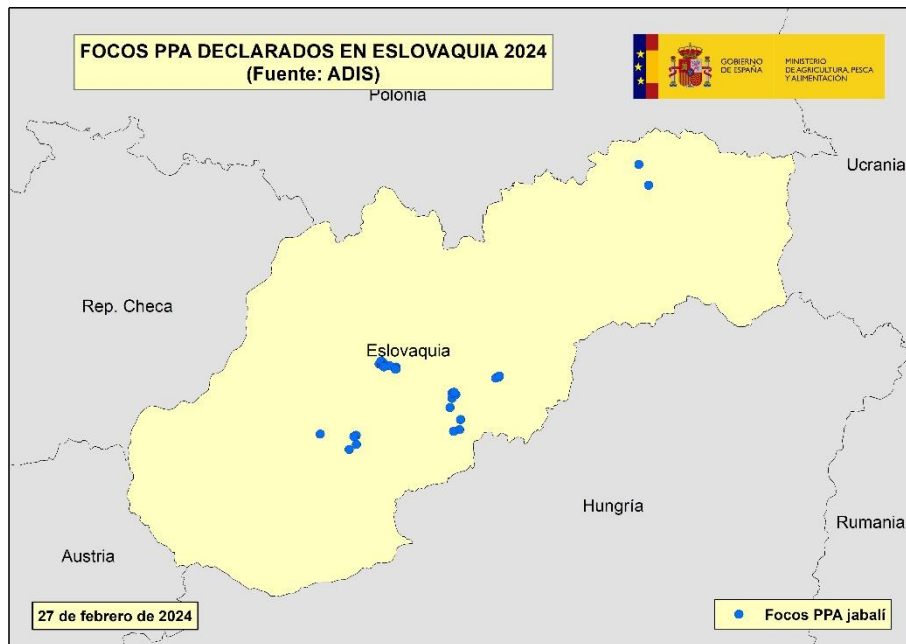 FOCOS PPA DECLARADOS EN ESLOVAQUIA 2024
(Fuente: ADIS)
GOBIERNO
DE ESPAÑA
MINISTERIO
DE AGRICULTURA, PESCA
Y ALIMENTACIÓN
Polonia
Ucrania
Rep. Checa
Eslovaquia
Hungría
Rumania
Austria
27 de febrero de 2024
Focos PPA jabalí